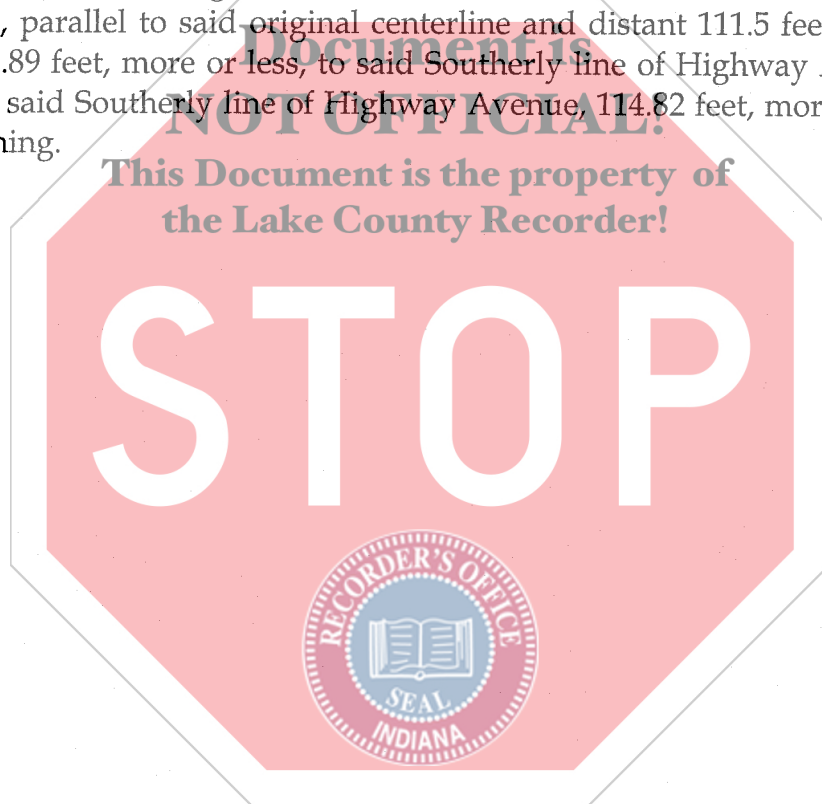 , parallel to said original centerline and distant 111.5 fee
Document is
.89 feet, more or less, to said Southerly line of Highway
said Southerly line of Highway Avenue, 114.82 feet, mor
NOT OFFICIAL!
ning.
This Document is the property of
the Lake County Recorder!
STOP
RECORDER'S OFFICE
SEAL
INDIANA